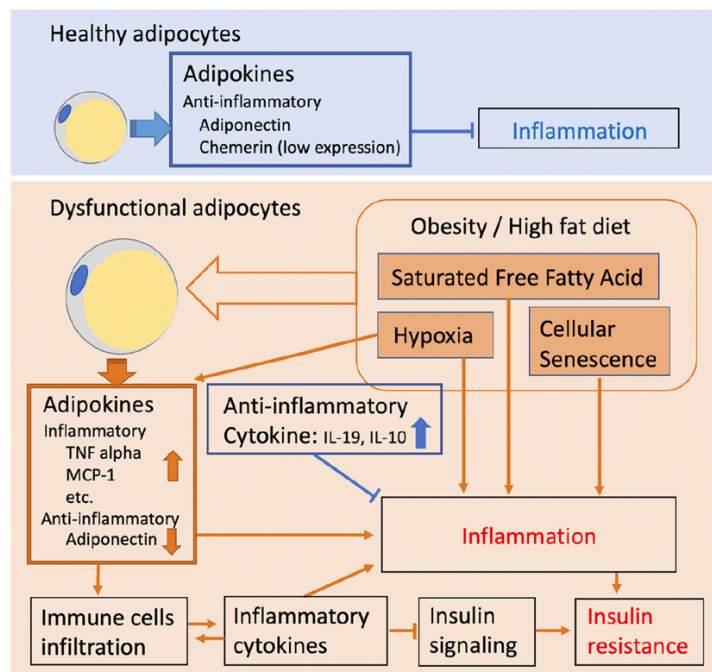 Healthy adipocytes
Adipokines
Anti-inflammatory
Adiponectin
Chemerin (low expression)
Inflammation
Dysfunctional adipocytes
Obesity / High fat diet
Saturated Free Fatty Acid
Hypoxia
Cellular
Senescence
Adipokines
Inflammatory
TNF alpha
MCP-1
etc.
Anti-inflammatory
Adiponectin
Anti-inflammatory
Cytokine: IL-19, IL-10
Inflammation
Immune cells
infiltration
Inflammatory
cytokines
Insulin
signaling
Insulin
resistance